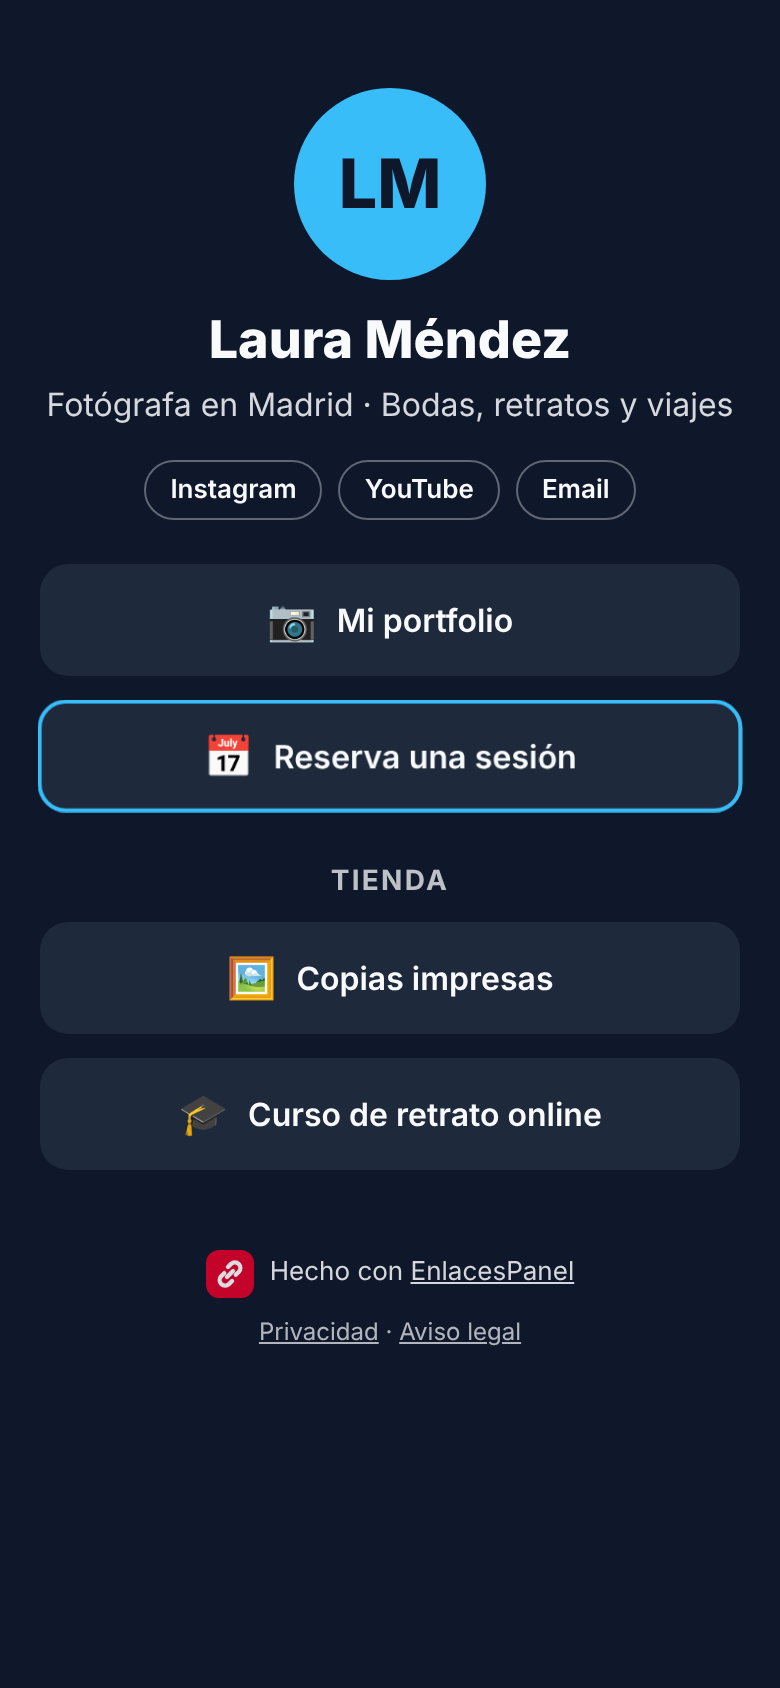 LM
Laura Méndez
Fotógrafa en Madrid · Bodas, retratos y viajes
Instagram YouTube Email
Mi portfolio
July 17 Reserva una sesión
TIENDA
Copias impresas
Curso de retrato online
Hecho con EnlacesPanel
Privacidad · Aviso legal